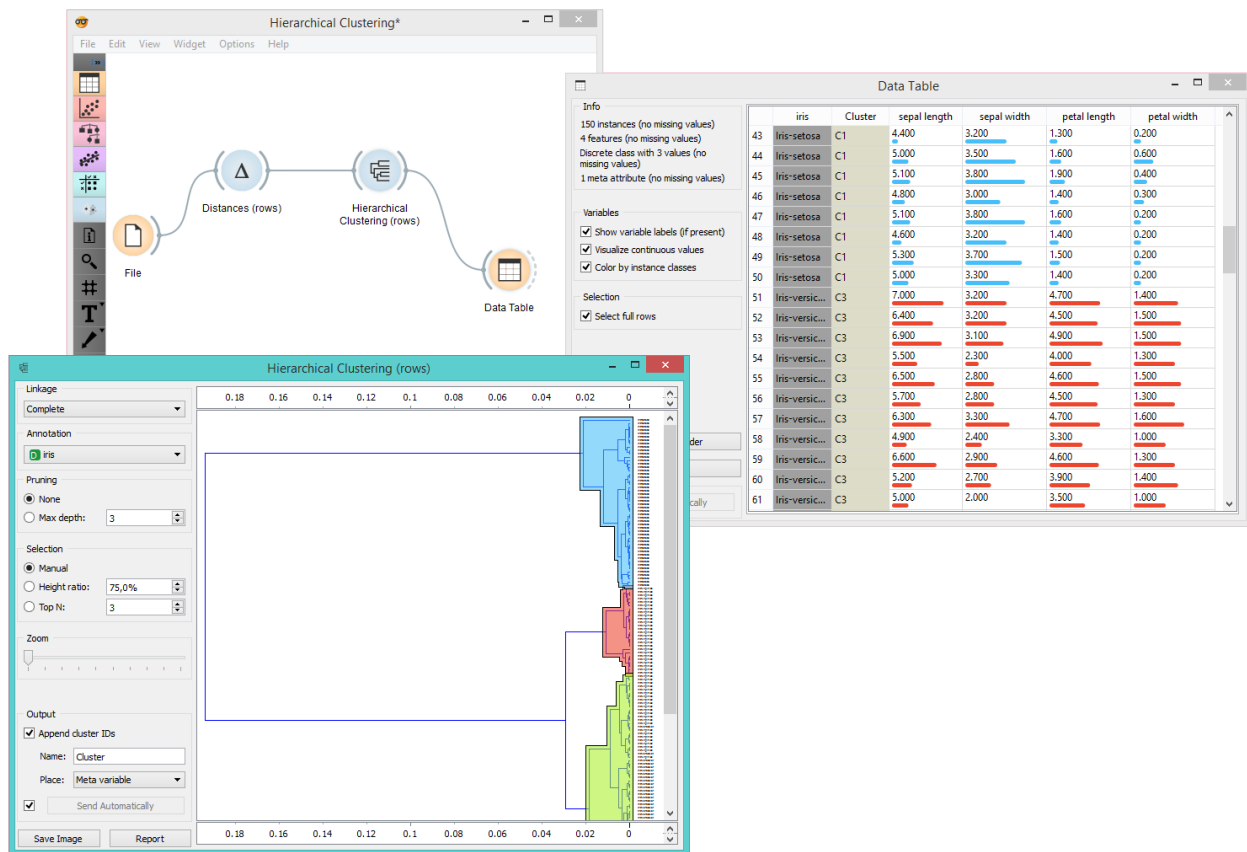 Hierarchical Clustering*
File Edit View Widget Options Help
Distances (rows)
Hierarchical
Clustering (rows)
File
Data Table
T
Data Table
Info
150 instances (no missing values)
4 features (no missing values)
Discrete class with 3 values (no
missing values)
1 meta attribute (no missing values)
Variables
Show variable labels (if present)
Visualize continuous values
Color by instance classes
Selection
Select full rows
der
cally
iris Cluster sepal length sepal width petal length petal width
43 Iris-setosa C1 4.400 3.200 1.300 0.200
44 Iris-setosa C1 5.000 3.500 1.600 0.600
45 Iris-setosa C1 5.100 3.800 1.900 0.400
46 Iris-setosa C1 4.800 3.000 1.400 0.300
47 Iris-setosa C1 5.100 3.800 1.600 0.200
48 Iris-setosa C1 4.600 3.200 1.400 0.200
49 Iris-setosa C1 5.300 3.700 1.500 0.200
50 Iris-setosa C1 5.000 3.300 1.400 0.200
51 Iris-versic... C3 7.000 3.200 4.700 1.400
52 Iris-versic... C3 6.400 3.200 4.500 1.500
53 Iris-versic... C3 6.900 3.100 4.900 1.500
54 Iris-versic... C3 5.500 2.300 4.000 1.300
55 Iris-versic... C3 6.500 2.800 4.600 1.500
56 Iris-versic... C3 5.700 2.800 4.500 1.300
57 Iris-versic... C3 6.300 3.300 4.700 1.600
58 Iris-versic... C3 4.900 2.400 3.300 1.000
59 Iris-versic... C3 6.600 2.900 4.600 1.300
60 Iris-versic... C3 5.200 2.700 3.900 1.400
61 Iris-versic... C3 5.000 2.000 3.500 1.000
Hierarchical Clustering (rows)
Linkage
Complete
Annotation
D iris
Pruning
None
Max depth: 3
Selection
Manual
Height ratio: 75,0%
Top N: 3
Zoom
Output
Append cluster IDs
Name: Cluster
Place: Meta variable
Send Automatically
Save Image Report
0.18 0.16 0.14 0.12 0.1 0.08 0.06 0.04 0.02 0
0.18 0.16 0.14 0.12 0.1 0.08 0.06 0.04 0.02 0